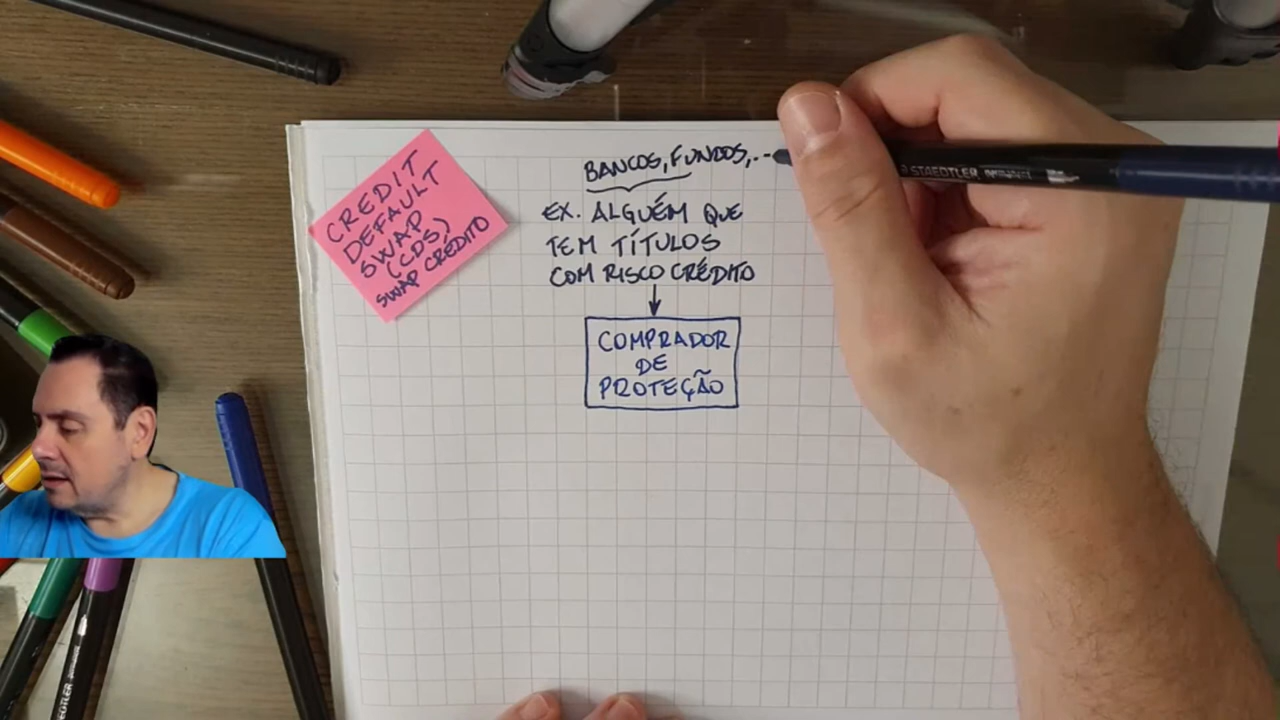 CREDIT
DEFAULT
SWAP
(CDS)
SWAP CRÉDITO
BANCOS, FUNDOS,..
EX. ALGUÉM QUE
TEM TÍTULOS
COM RISCO CRÉDITO
COMPRADOR
DE
PROTEÇÃO
STAEDTLER
STAEDTLER